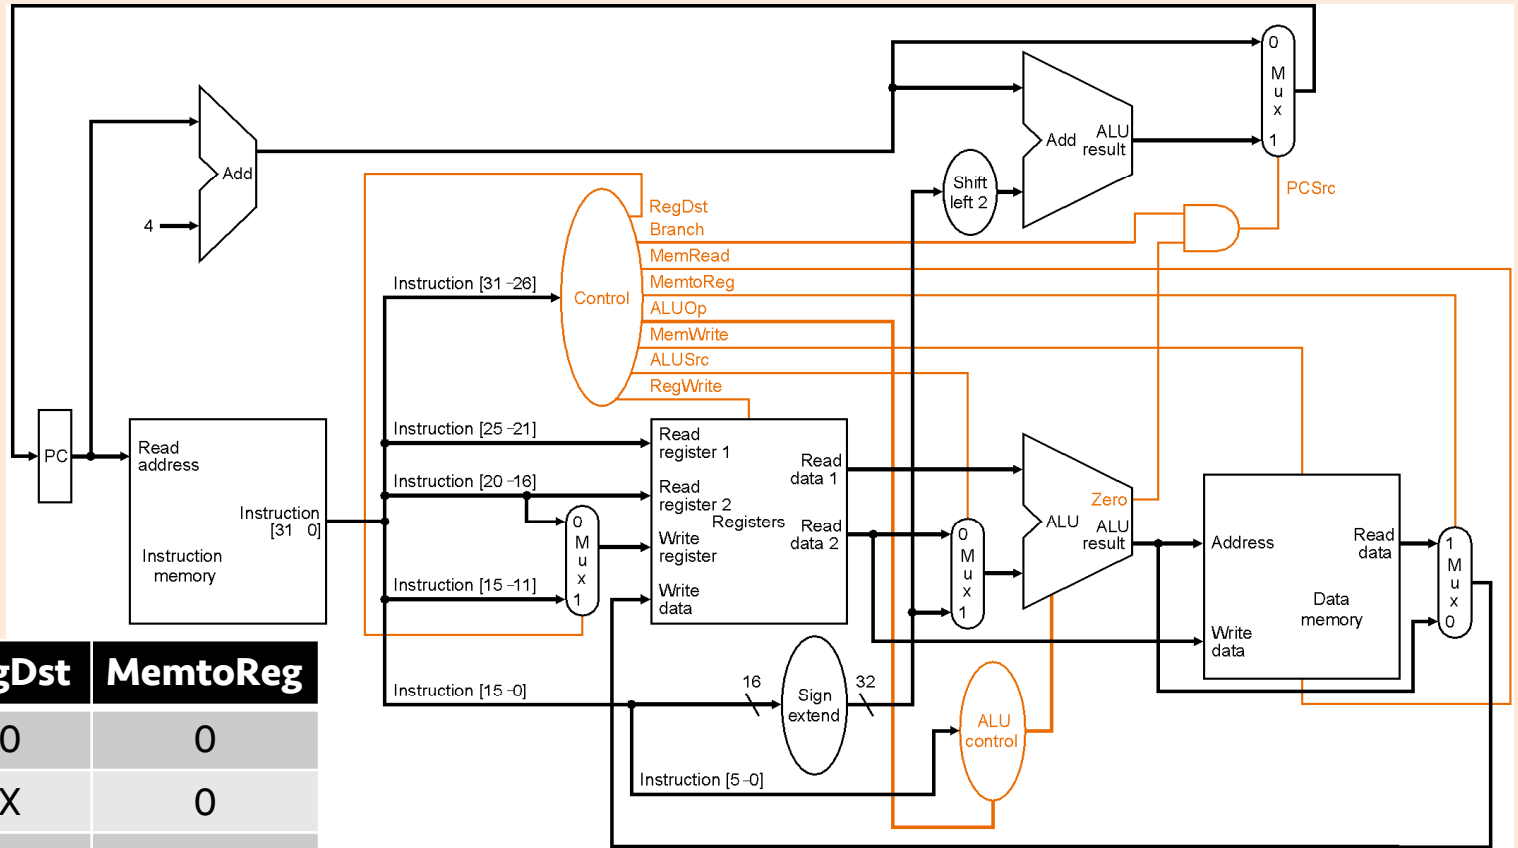 0
M
u
x
1
Add
ALU
result
Add
4
Shift
left 2
PCSrc
RegDst
Branch
MemRead
MemtoReg
ALUOp
MemWrite
ALUSrc
RegWrite
Control
Instruction [31–26]
Instruction [25–21]
Instruction [20–16]
Instruction [15–11]
Instruction [15–0]
Instruction [5–0]
PC
Read
address
Instruction
[31 0]
Instruction
memory
0
M
u
x
1
Read
register 1
Read
register 2
Write
register
Write
data
Registers
Read
data 1
Read
data 2
0
M
u
x
1
Zero
ALU
ALU
result
Address
Write
data
Read
data
Data
memory
1
M
u
x
0
16
Sign
extend
32
ALU
control
gDst MemtoReg
0 0
X 0